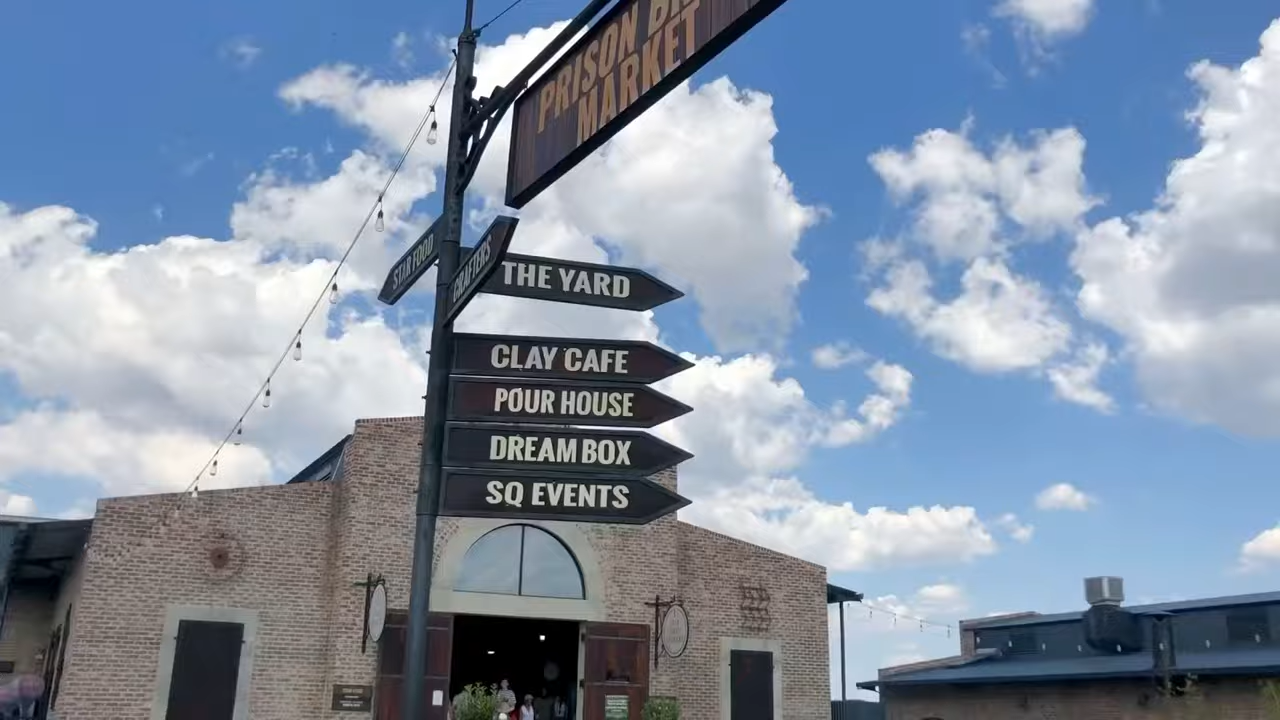 PRISON
MARKET
STAR FOOD
CRAFTERS
THE YARD
CLAY CAFE
POUR HOUSE
DREAM BOX
SQ EVENTS